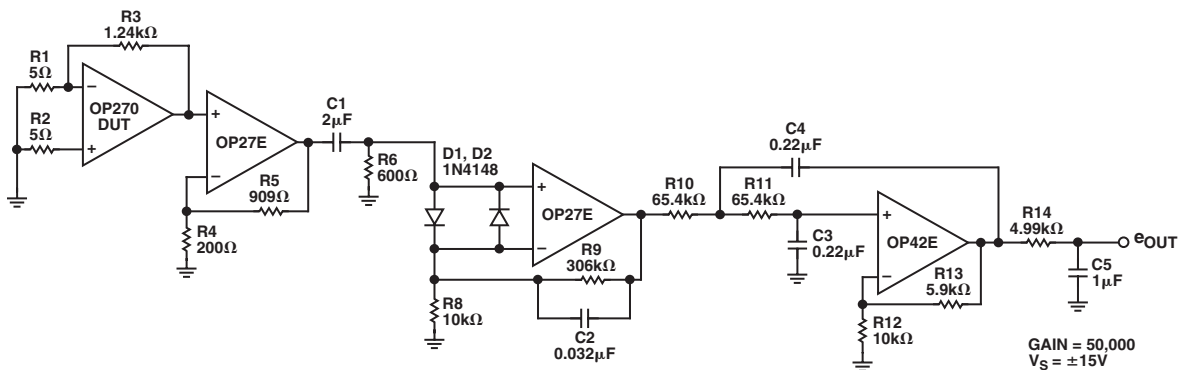 R3
1.24kΩ
R1
5Ω
R2
5Ω
−
+
OP270
DUT
+
−
OP27E
R5
909Ω
R4
200Ω
C1
2μF
R6
600Ω
D1, D2
1N4148
+
−
OP27E
R9
306kΩ
R8
10kΩ
C2
0.032μF
R10
65.4kΩ
R11
65.4kΩ
C4
0.22μF
C3
0.22μF
+
−
OP42E
R13
5.9kΩ
R12
10kΩ
R14
4.99kΩ
eOUT
C5
1μF
GAIN = 50,000
VS = ±15V